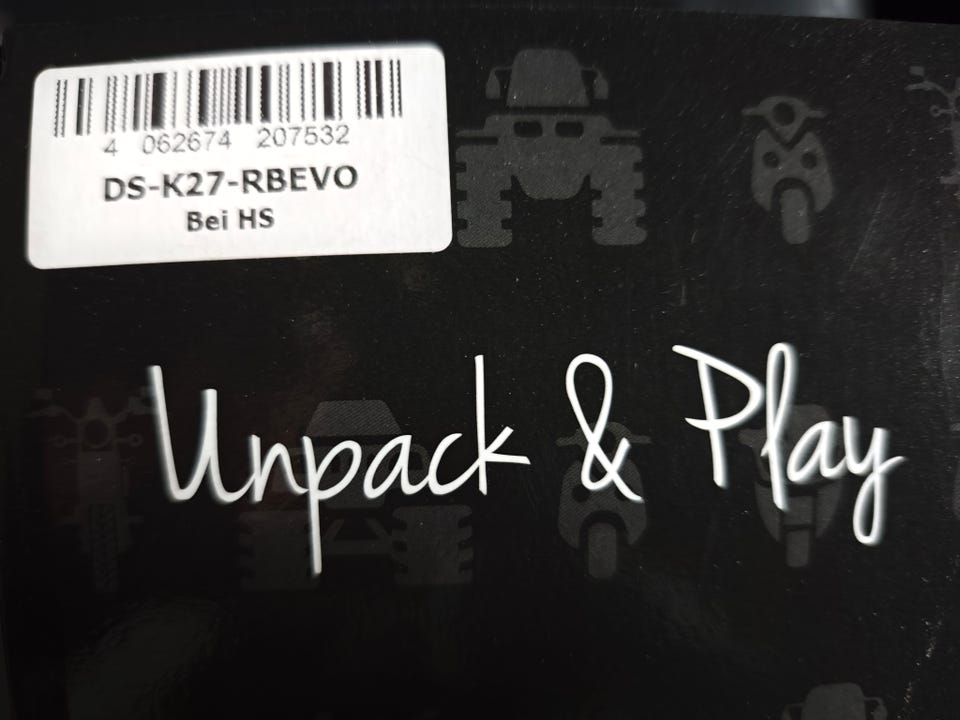 4 062674 207532
DS-K27-RBEVO
Bei HS
Unpack & Play